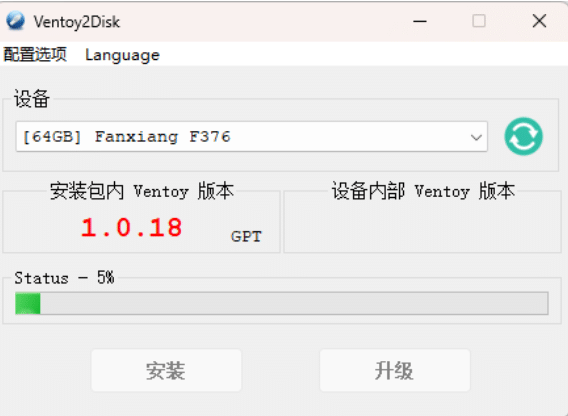 Ventoy2Disk
配置选项 Language
设备
[64GB] Fanxiang F376
安装包内 Ventoy 版本
设备内部 Ventoy 版本
1.0.18 GPT
Status - 5%
安装 升级